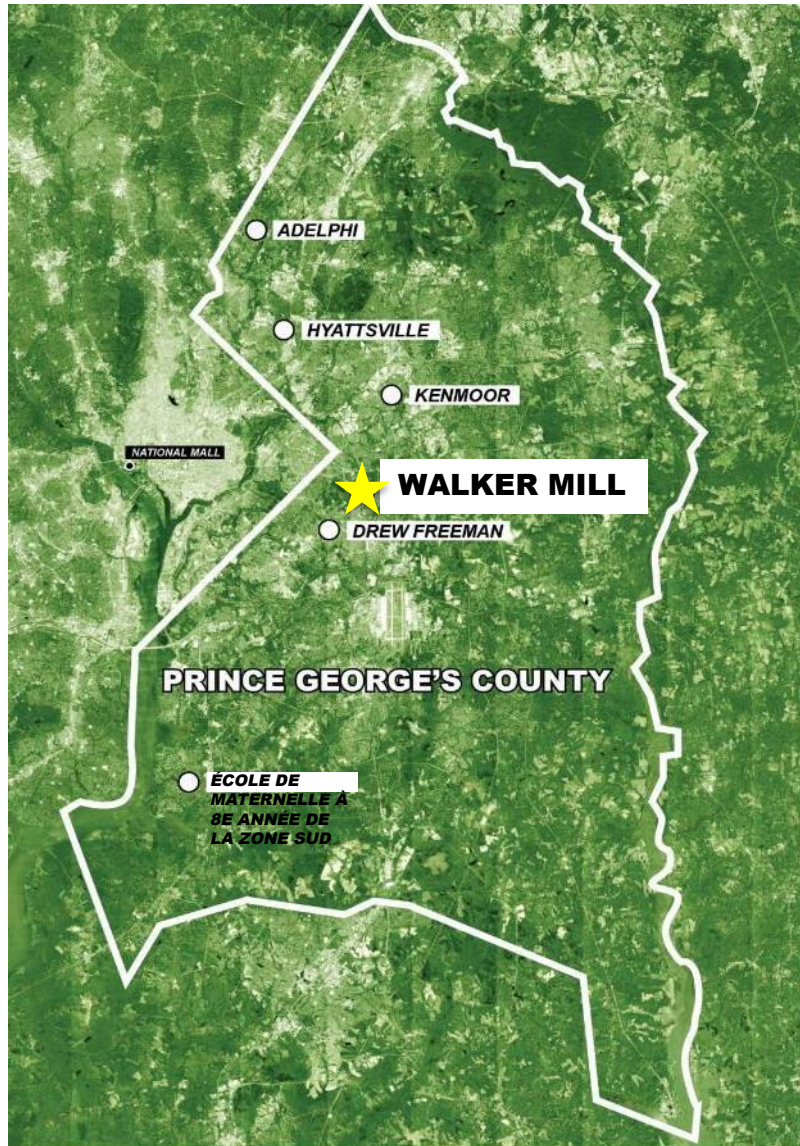 ADELPHI
HYATTSVILLE
KENMOOR
NATIONAL MALL
WALKER MILL
DREW FREEMAN
PRINCE GEORGE'S COUNTY
ÉCOLE DE
MATERNELLE À
8E ANNÉE DE
LA ZONE SUD